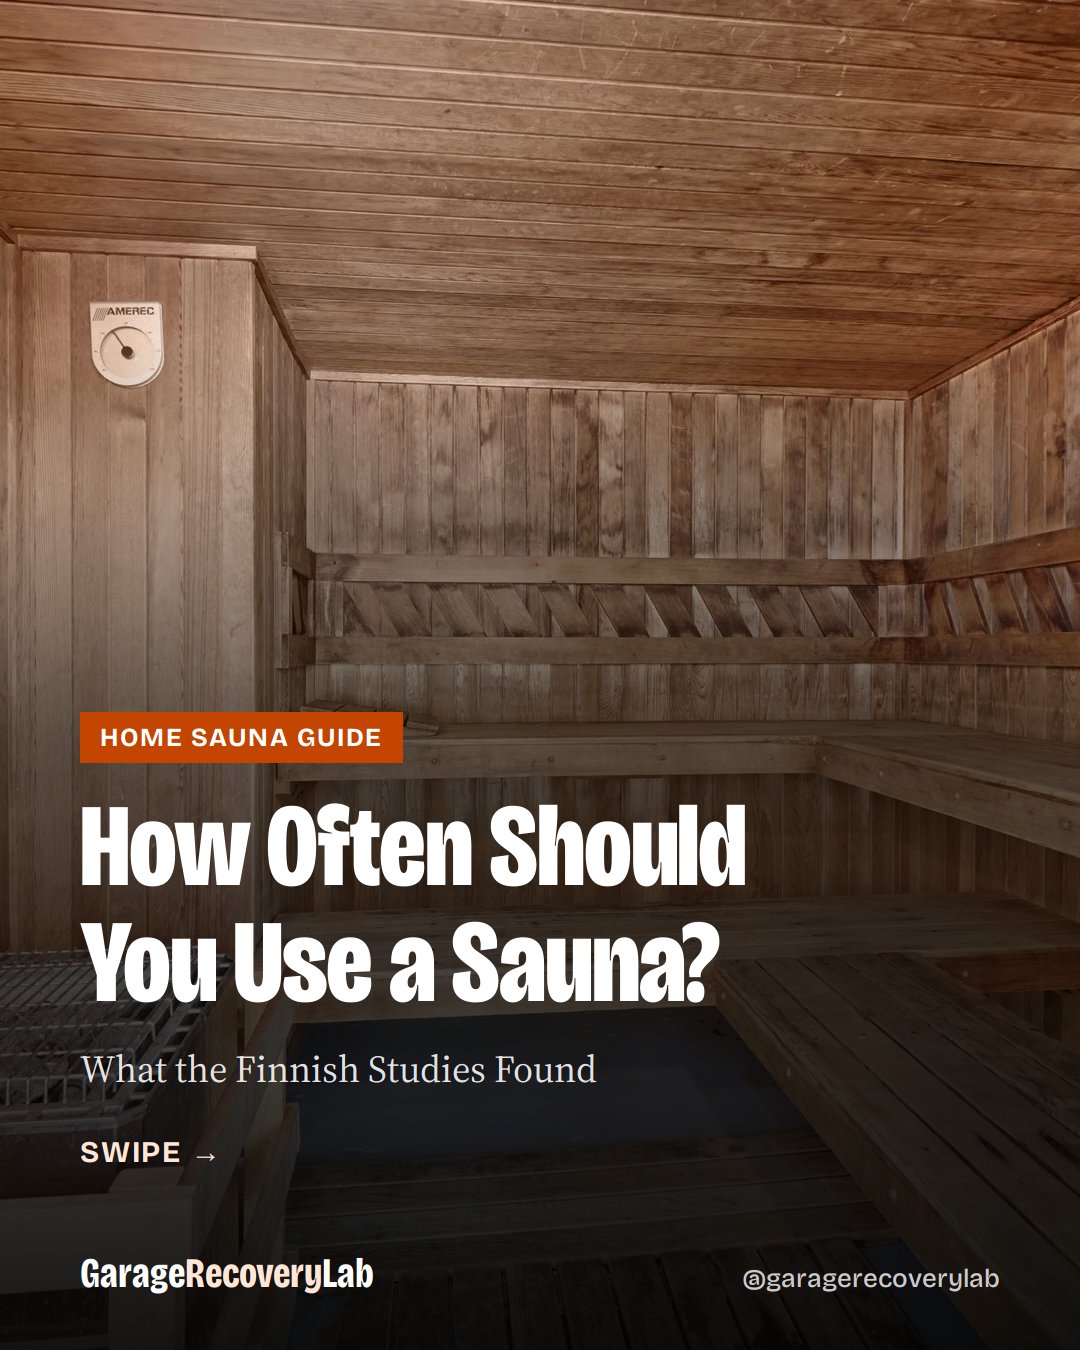 AMEREC
HOME SAUNA GUIDE
How Often Should
You Use a Sauna?
What the Finnish Studies Found
SWIPE →
GarageRecoveryLab
@garagerecoverylab